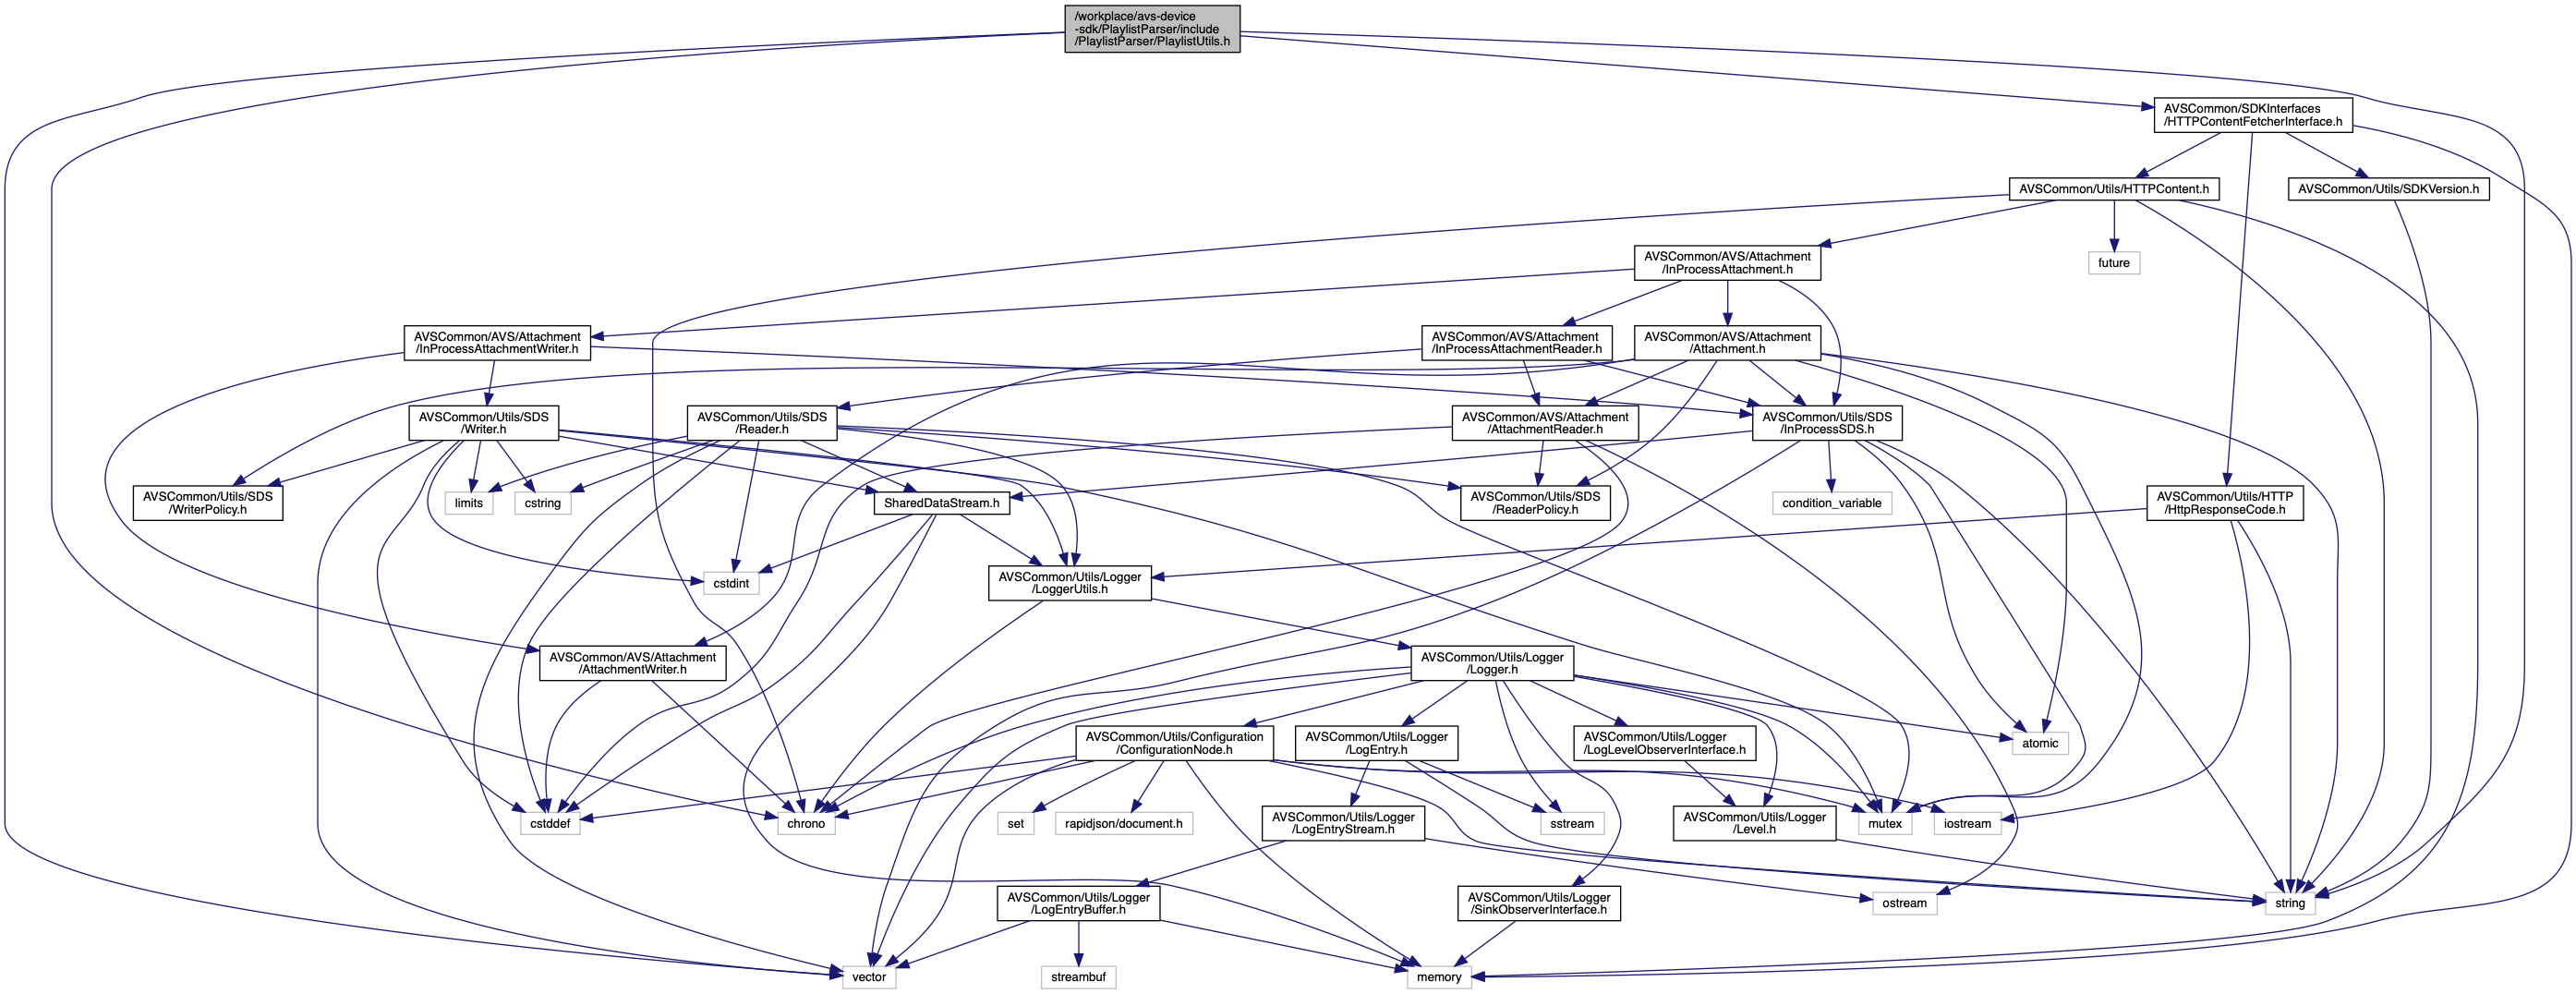 /workplace/avs-device
-sdk/PlaylistParser/include
/PlaylistParser/PlaylistUtils.h
AVSCommon/SDKInterfaces
/HTTPContentFetcherInterface.h
AVSCommon/Utils/HTTPContent.h
AVSCommon/Utils/SDKVersion.h
AVSCommon/AVS/Attachment
/InProcessAttachment.h
future
AVSCommon/AVS/Attachment
/InProcessAttachmentWriter.h
AVSCommon/AVS/Attachment
/InProcessAttachmentReader.h
AVSCommon/AVS/Attachment
/Attachment.h
AVSCommon/Utils/SDS
/Writer.h
AVSCommon/Utils/SDS
/Reader.h
AVSCommon/AVS/Attachment
/AttachmentReader.h
AVSCommon/Utils/SDS
/InProcessSDS.h
AVSCommon/Utils/SDS
/WriterPolicy.h
limits
cstring
SharedDataStream.h
AVSCommon/Utils/SDS
/ReaderPolicy.h
condition_variable
AVSCommon/Utils/HTTP
/HttpResponseCode.h
cstdint
AVSCommon/Utils/Logger
/LoggerUtils.h
AVSCommon/AVS/Attachment
/AttachmentWriter.h
AVSCommon/Utils/Logger
/Logger.h
AVSCommon/Utils/Configuration
/ConfigurationNode.h
AVSCommon/Utils/Logger
/LogEntry.h
AVSCommon/Utils/Logger
/LogLevelObserverInterface.h
atomic
cstddef
chrono
set
rapidjson/document.h
AVSCommon/Utils/Logger
/LogEntryStream.h
sstream
AVSCommon/Utils/Logger
/Level.h
mutex
iostream
AVSCommon/Utils/Logger
/LogEntryBuffer.h
AVSCommon/Utils/Logger
/SinkObserverInterface.h
ostream
string
vector
streambuf
memory